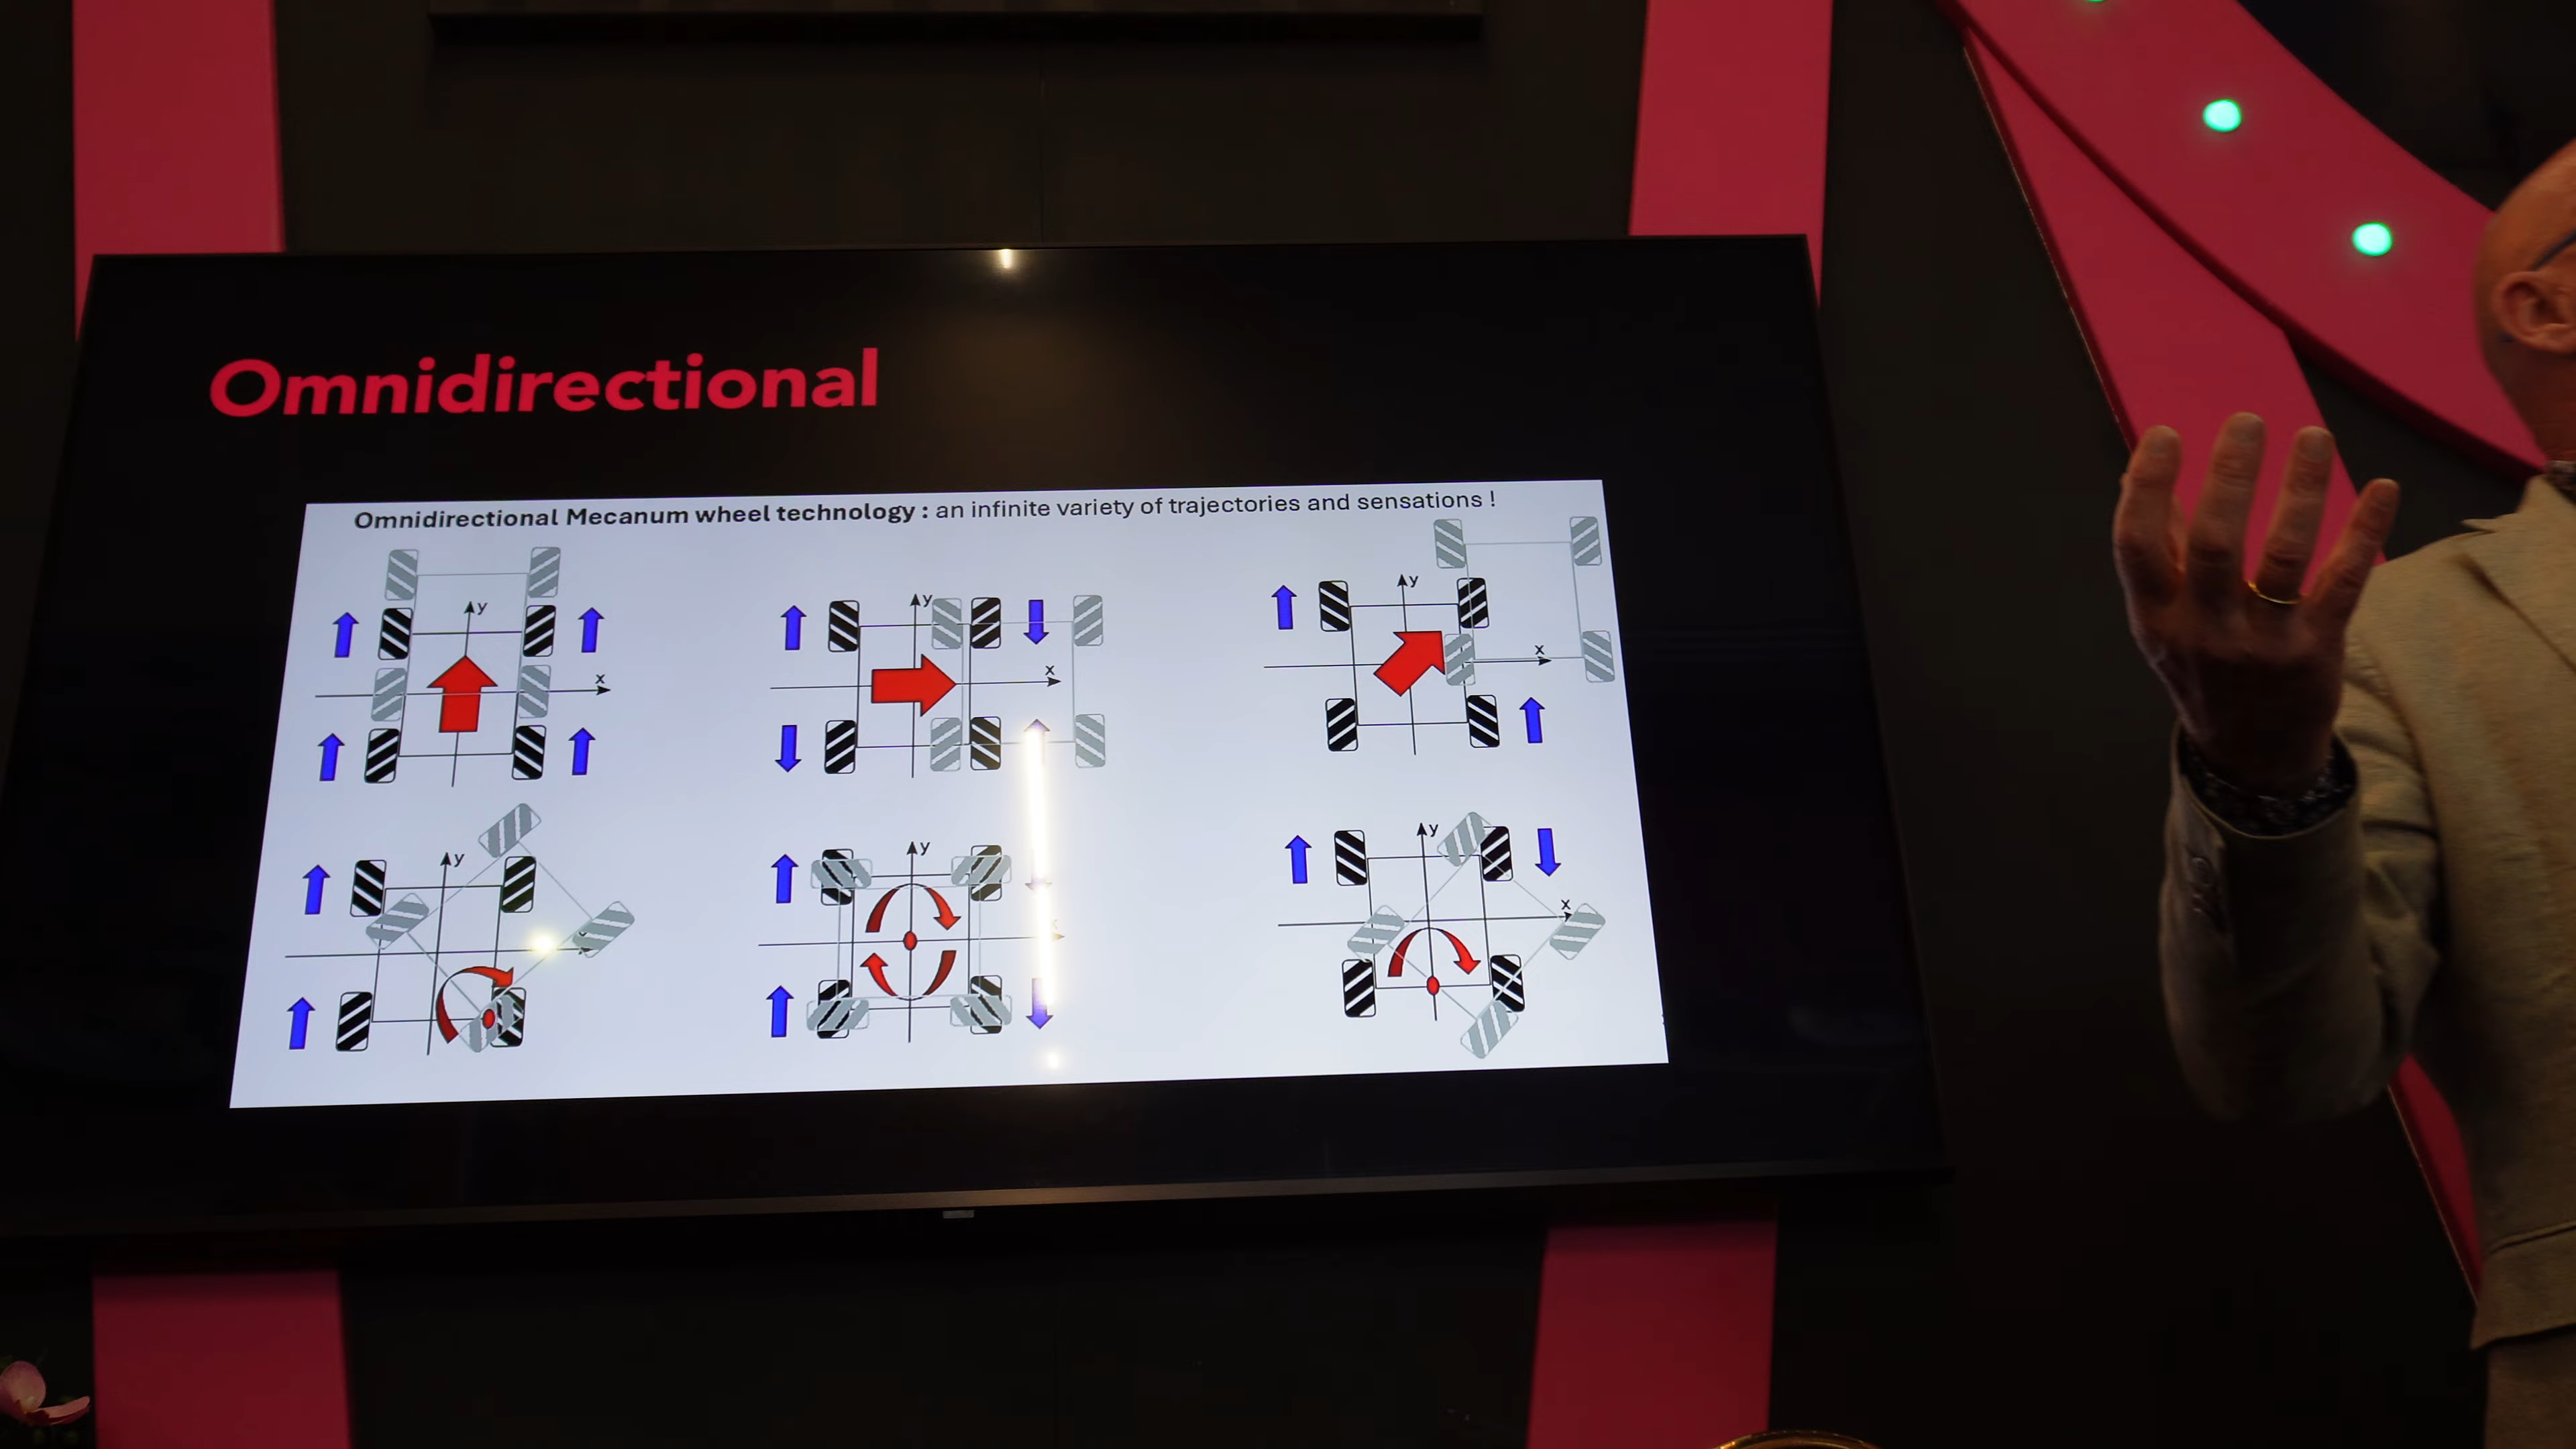 Omnidirectional
Omnidirectional Mecanum wheel technology : an infinite variety of trajectories and sensations !
y
x
y
x
y
x
y
y
x
y
x